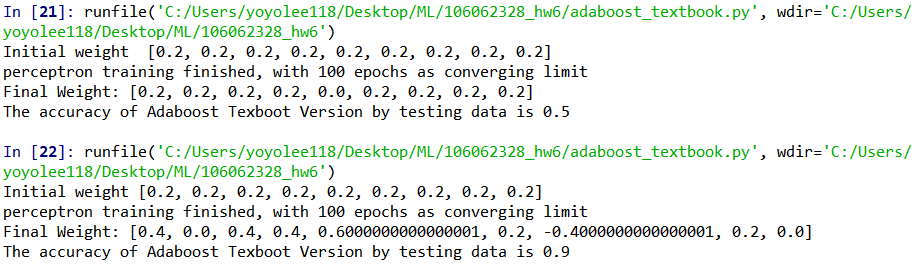 In [21]: runfile('C:/Users/yoyolee118/Desktop/ML/106062328_hw6/adaboost_textbook.py', wdir='C:/Users/
yoyolee118/Desktop/ML/106062328_hw6')
Initial weight  [0.2, 0.2, 0.2, 0.2, 0.2, 0.2, 0.2, 0.2, 0.2]
perceptron training finished, with 100 epochs as converging limit
Final Weight: [0.2, 0.2, 0.2, 0.2, 0.0, 0.2, 0.2, 0.2, 0.2]
The accuracy of Adaboost Texboot Version by testing data is 0.5
In [22]: runfile('C:/Users/yoyolee118/Desktop/ML/106062328_hw6/adaboost_textbook.py', wdir='C:/Users/
yoyolee118/Desktop/ML/106062328_hw6')
Initial weight [0.2, 0.2, 0.2, 0.2, 0.2, 0.2, 0.2, 0.2, 0.2]
perceptron training finished, with 100 epochs as converging limit
Final Weight: [0.4, 0.0, 0.4, 0.4, 0.6000000000000001, 0.2, -0.4000000000000001, 0.2, 0.0]
The accuracy of Adaboost Texboot Version by testing data is 0.9